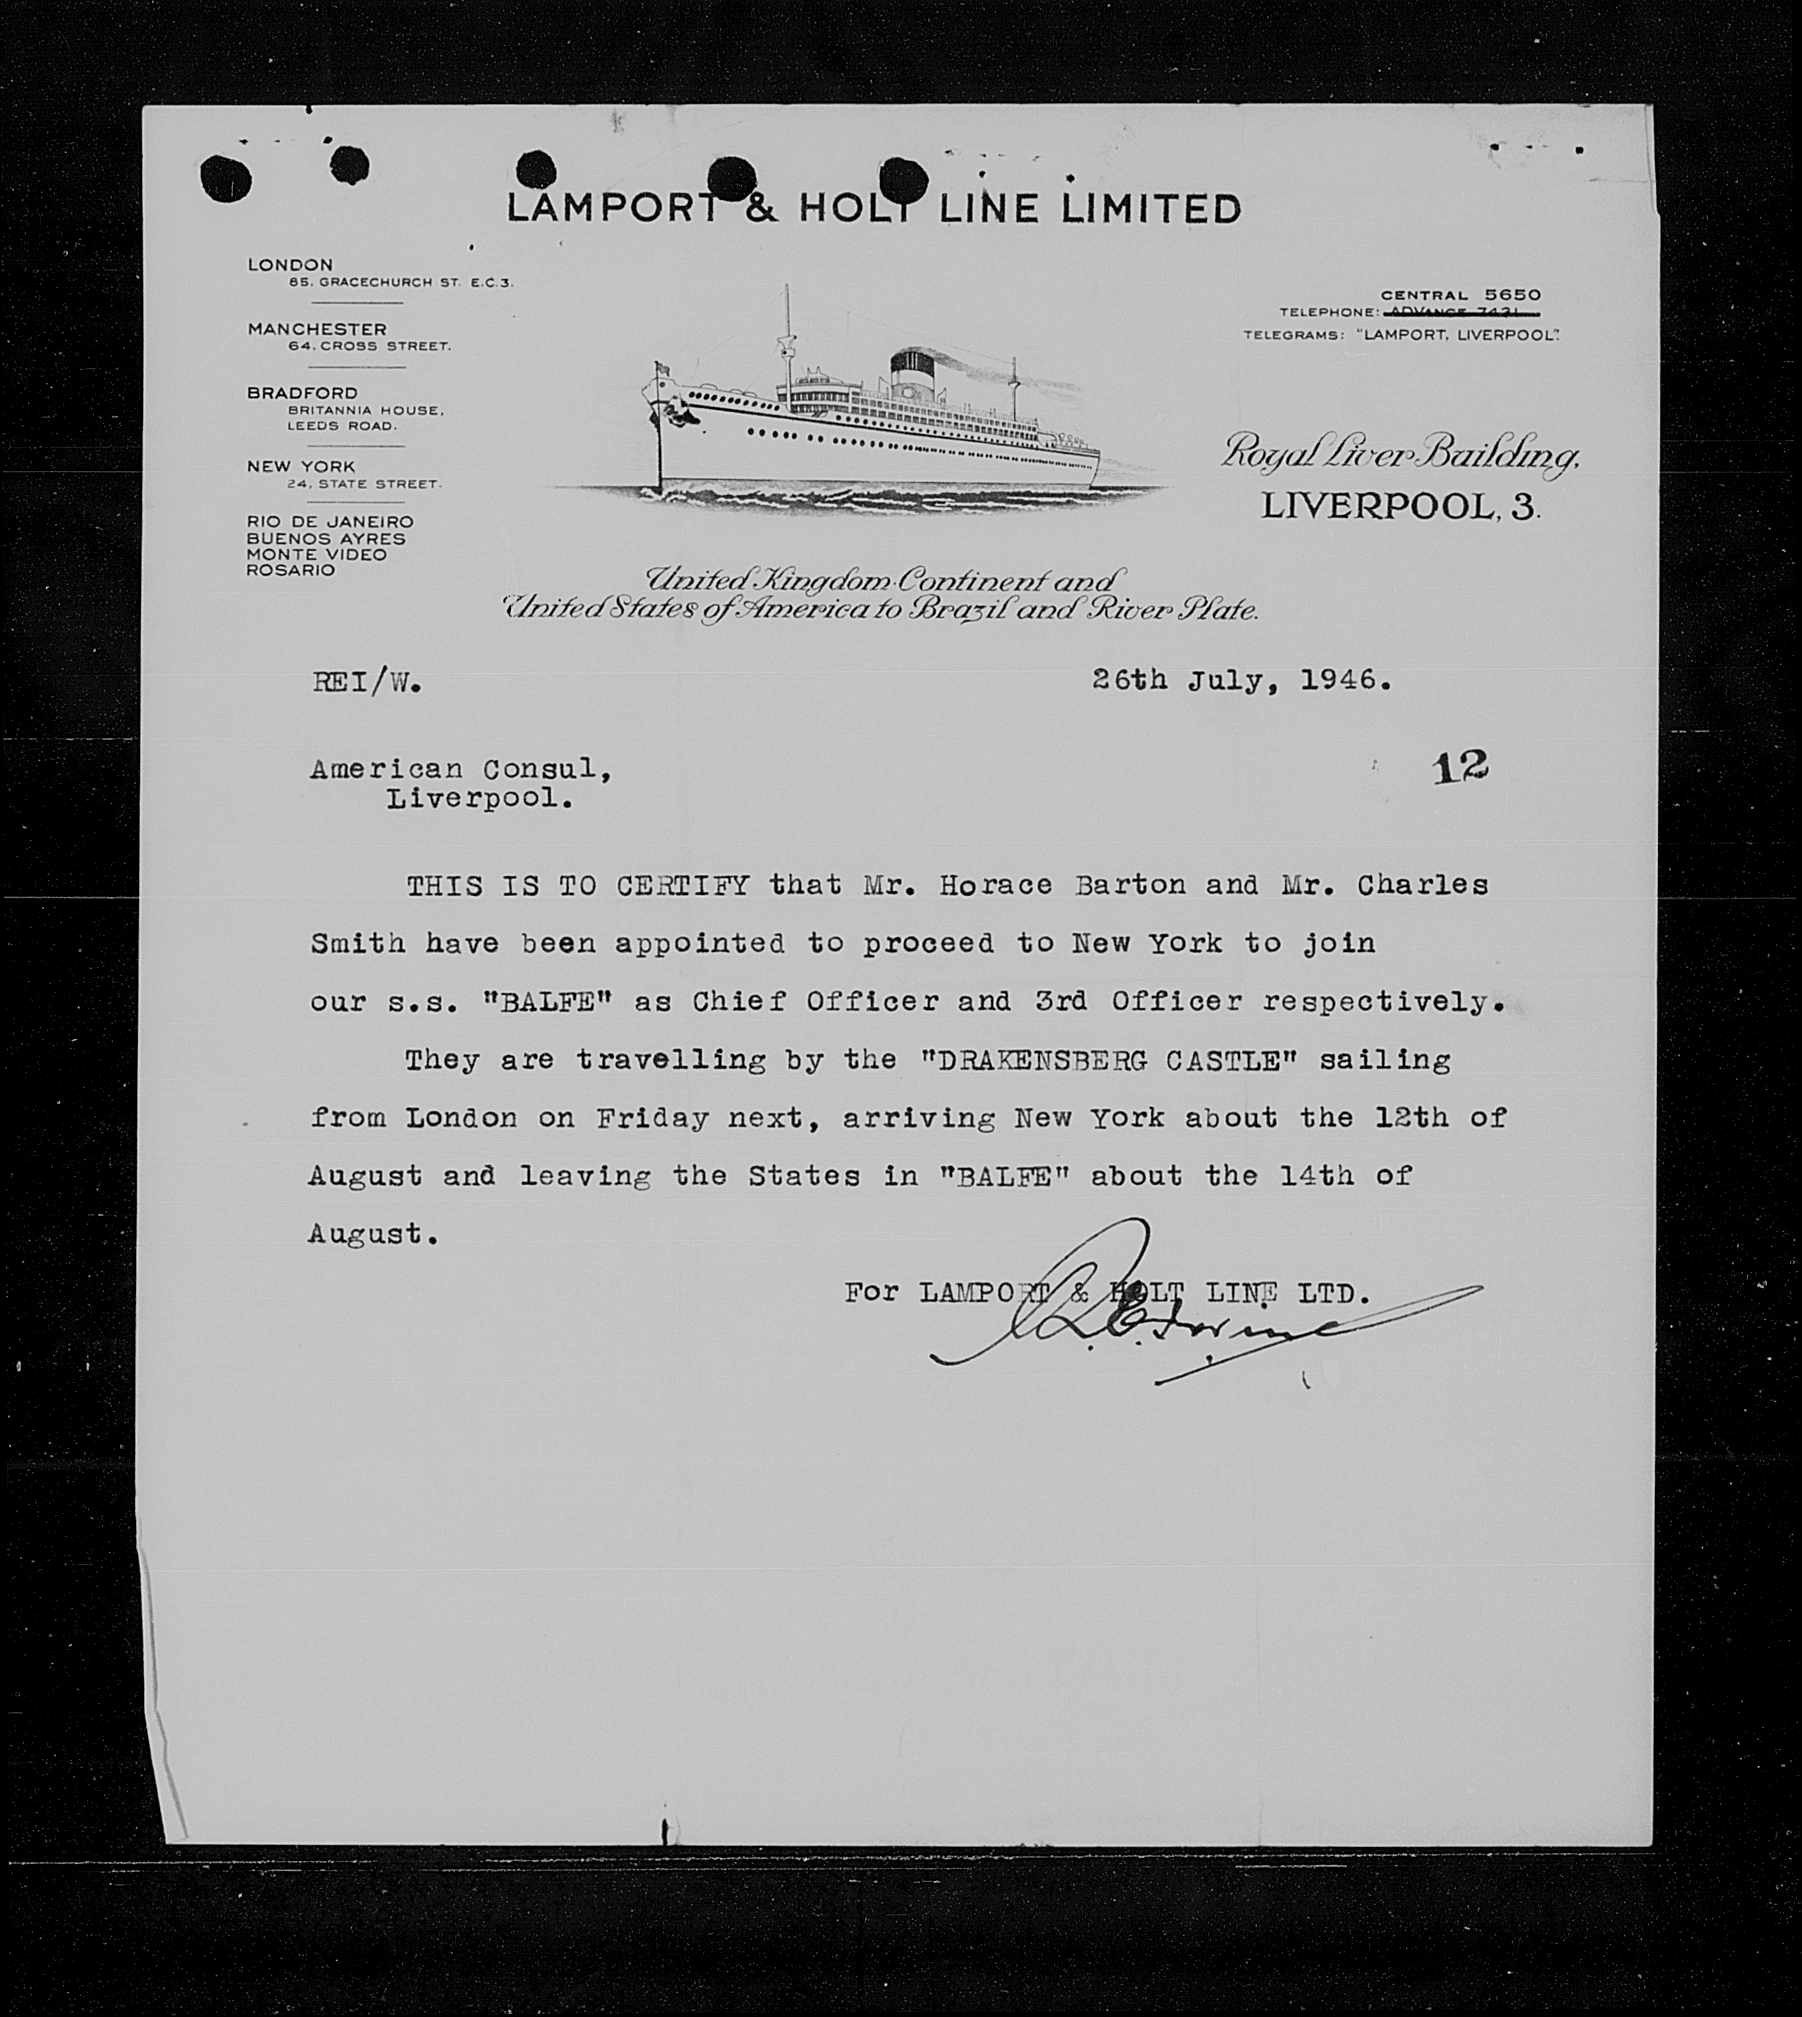 LAMPORT & HOLT LINE LIMITED
LONDON
85, GRACECHURCH ST. E.C.3.
MANCHESTER
64, CROSS STREET.
BRADFORD
BRITANNIA HOUSE,
LEEDS ROAD.
NEW YORK
24, STATE STREET.
RIO DE JANEIRO
BUENOS AYRES
MONTE VIDEO
ROSARIO
CENTRAL 5650
TELEPHONE: ADVANCE 7431
TELEGRAMS: "LAMPORT, LIVERPOOL".
Royal Liver Building,
LIVERPOOL, 3.
United Kingdom·Continent and
United States of America to Brazil and River Plate.
REI/W.
26th July, 1946.
American Consul,
Liverpool.
12
THIS IS TO CERTIFY that Mr. Horace Barton and Mr. Charles
Smith have been appointed to proceed to New York to join
our s.s. "BALFE" as Chief Officer and 3rd Officer respectively.
They are travelling by the "DRAKENSBERG CASTLE" sailing
from London on Friday next, arriving New York about the 12th of
August and leaving the States in "BALFE" about the 14th of
August.
For LAMPORT & HOLT LINE LTD.